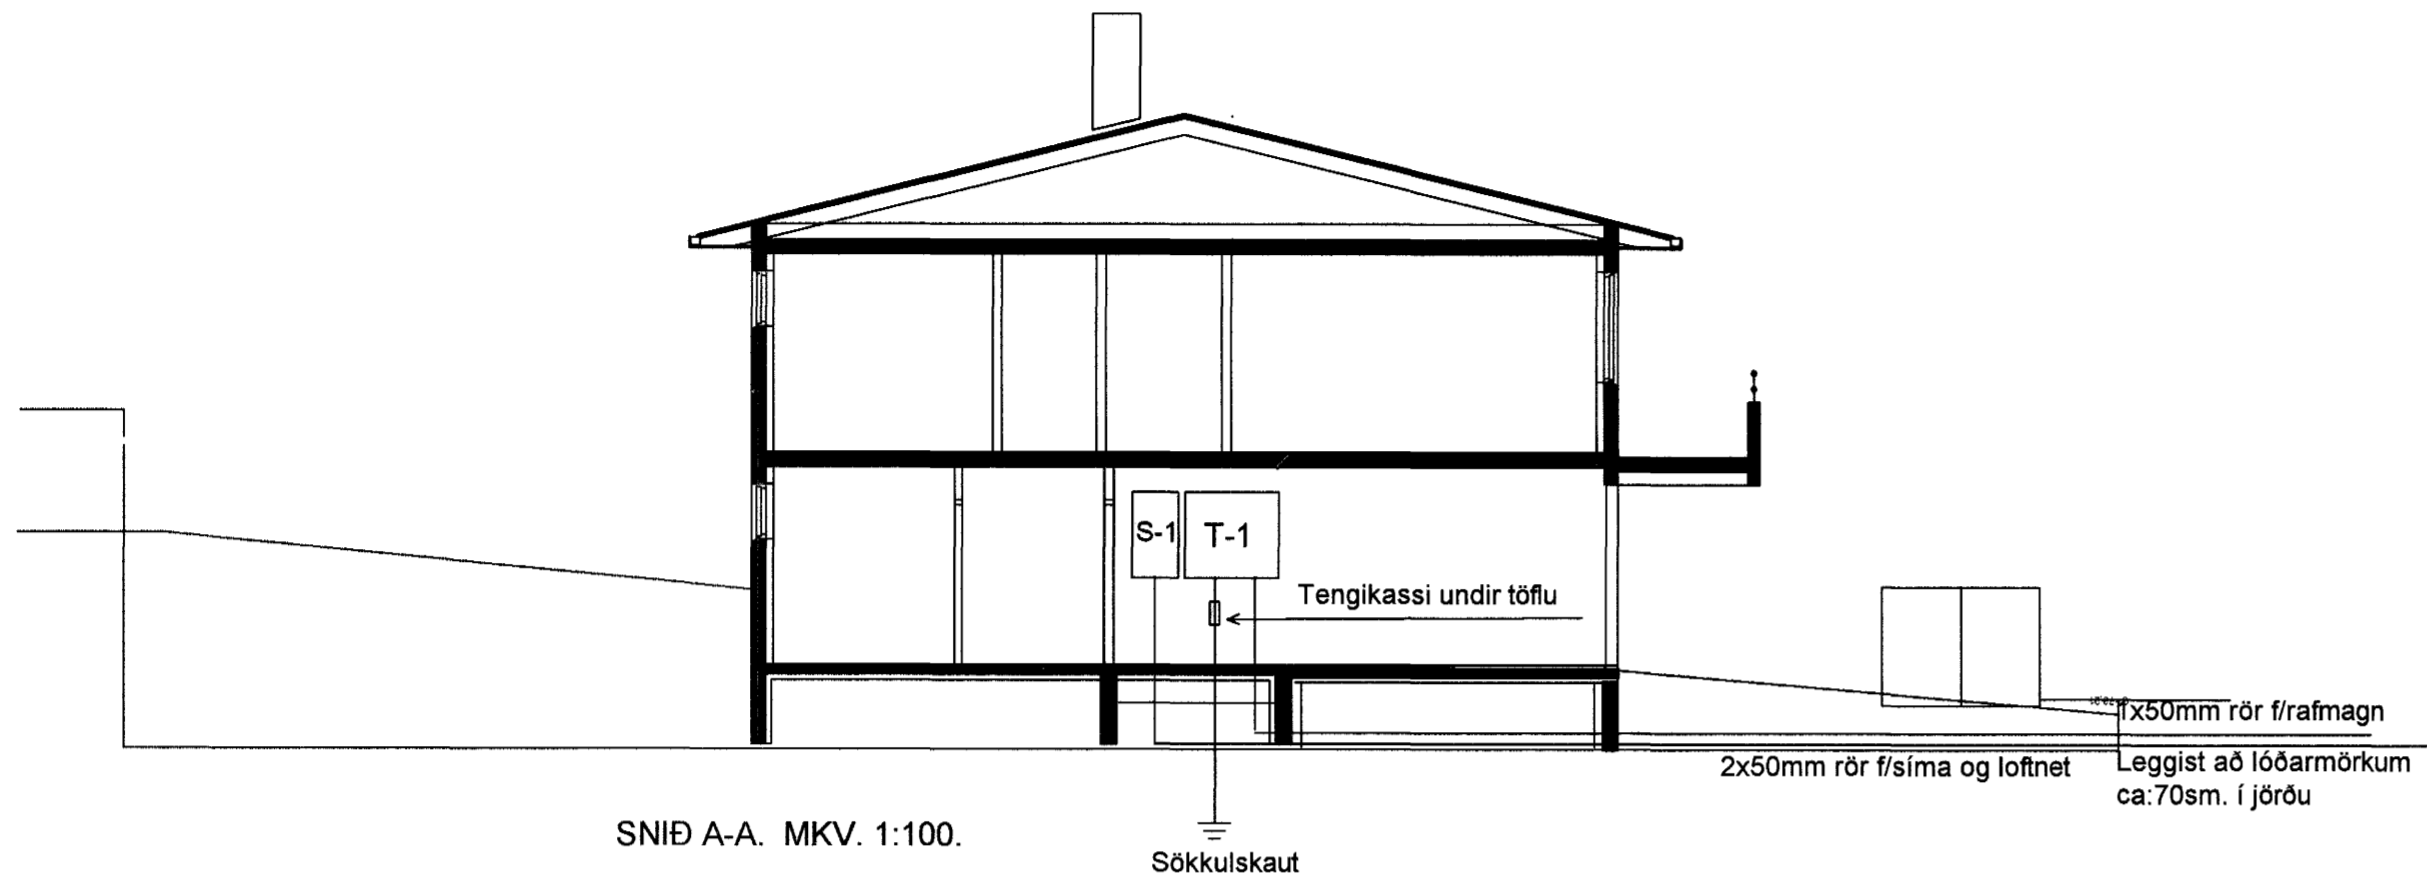 S-1
T-1
Tengikassi undir töflu
1x50mm rör f/rafmagn
2x50mm rör f/síma og loftnet
Leggist að lóðarmörkum
ca:70sm. í jörðu
SNIÐ A-A. MKV. 1:100.
Sökkulskaut